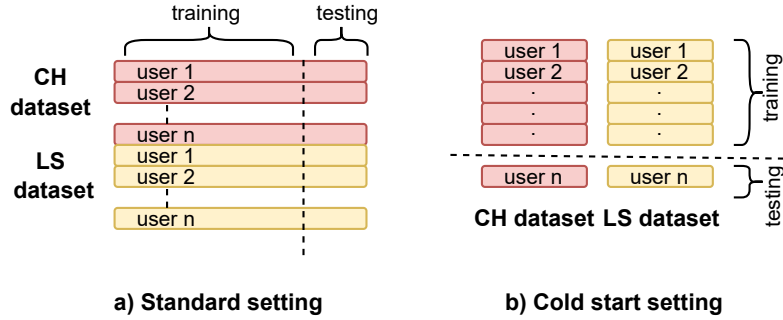 training
testing
CH
dataset
user 1
user 2
user n
LS
dataset
user 1
user 2
user n
a) Standard setting
user 1
user 2
.
.
.
user n
CH dataset
user 1
user 2
.
.
.
user n
LS dataset
training
testing
b) Cold start setting